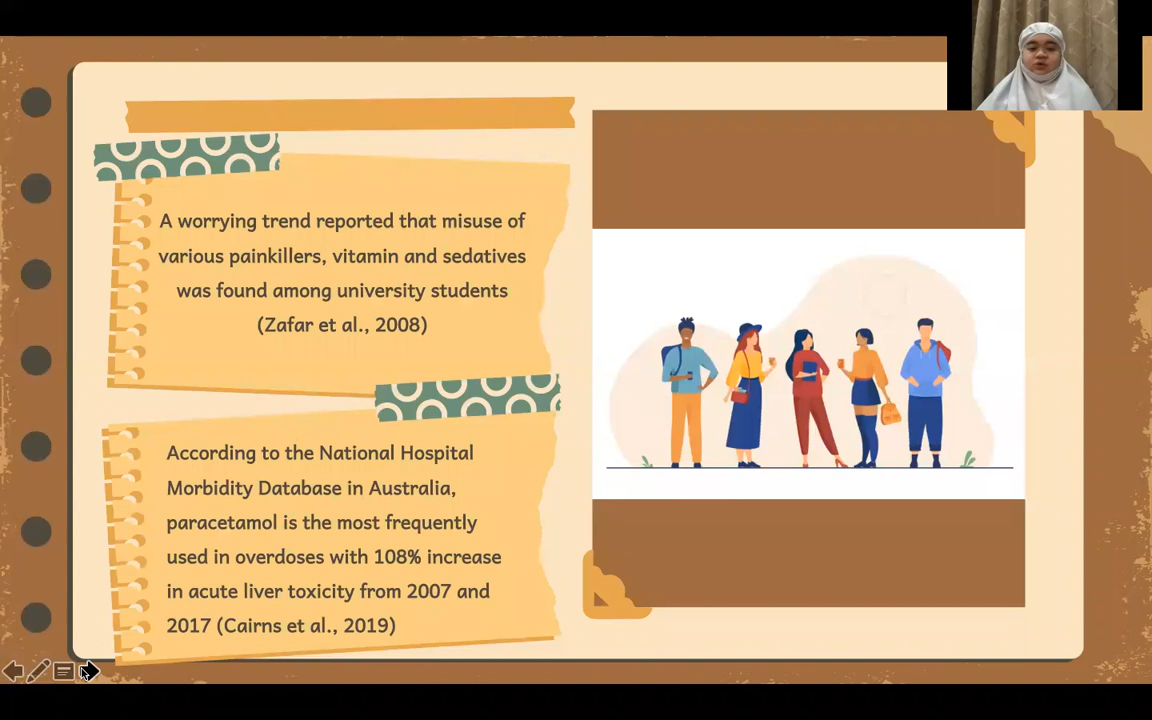 A worrying trend reported that misuse of
various painkillers, vitamin and sedatives
was found among university students
(Zafar et al., 2008)
According to the National Hospital
Morbidity Database in Australia,
paracetamol is the most frequently
used in overdoses with 108% increase
in acute liver toxicity from 2007 and
2017 (Cairns et al., 2019)